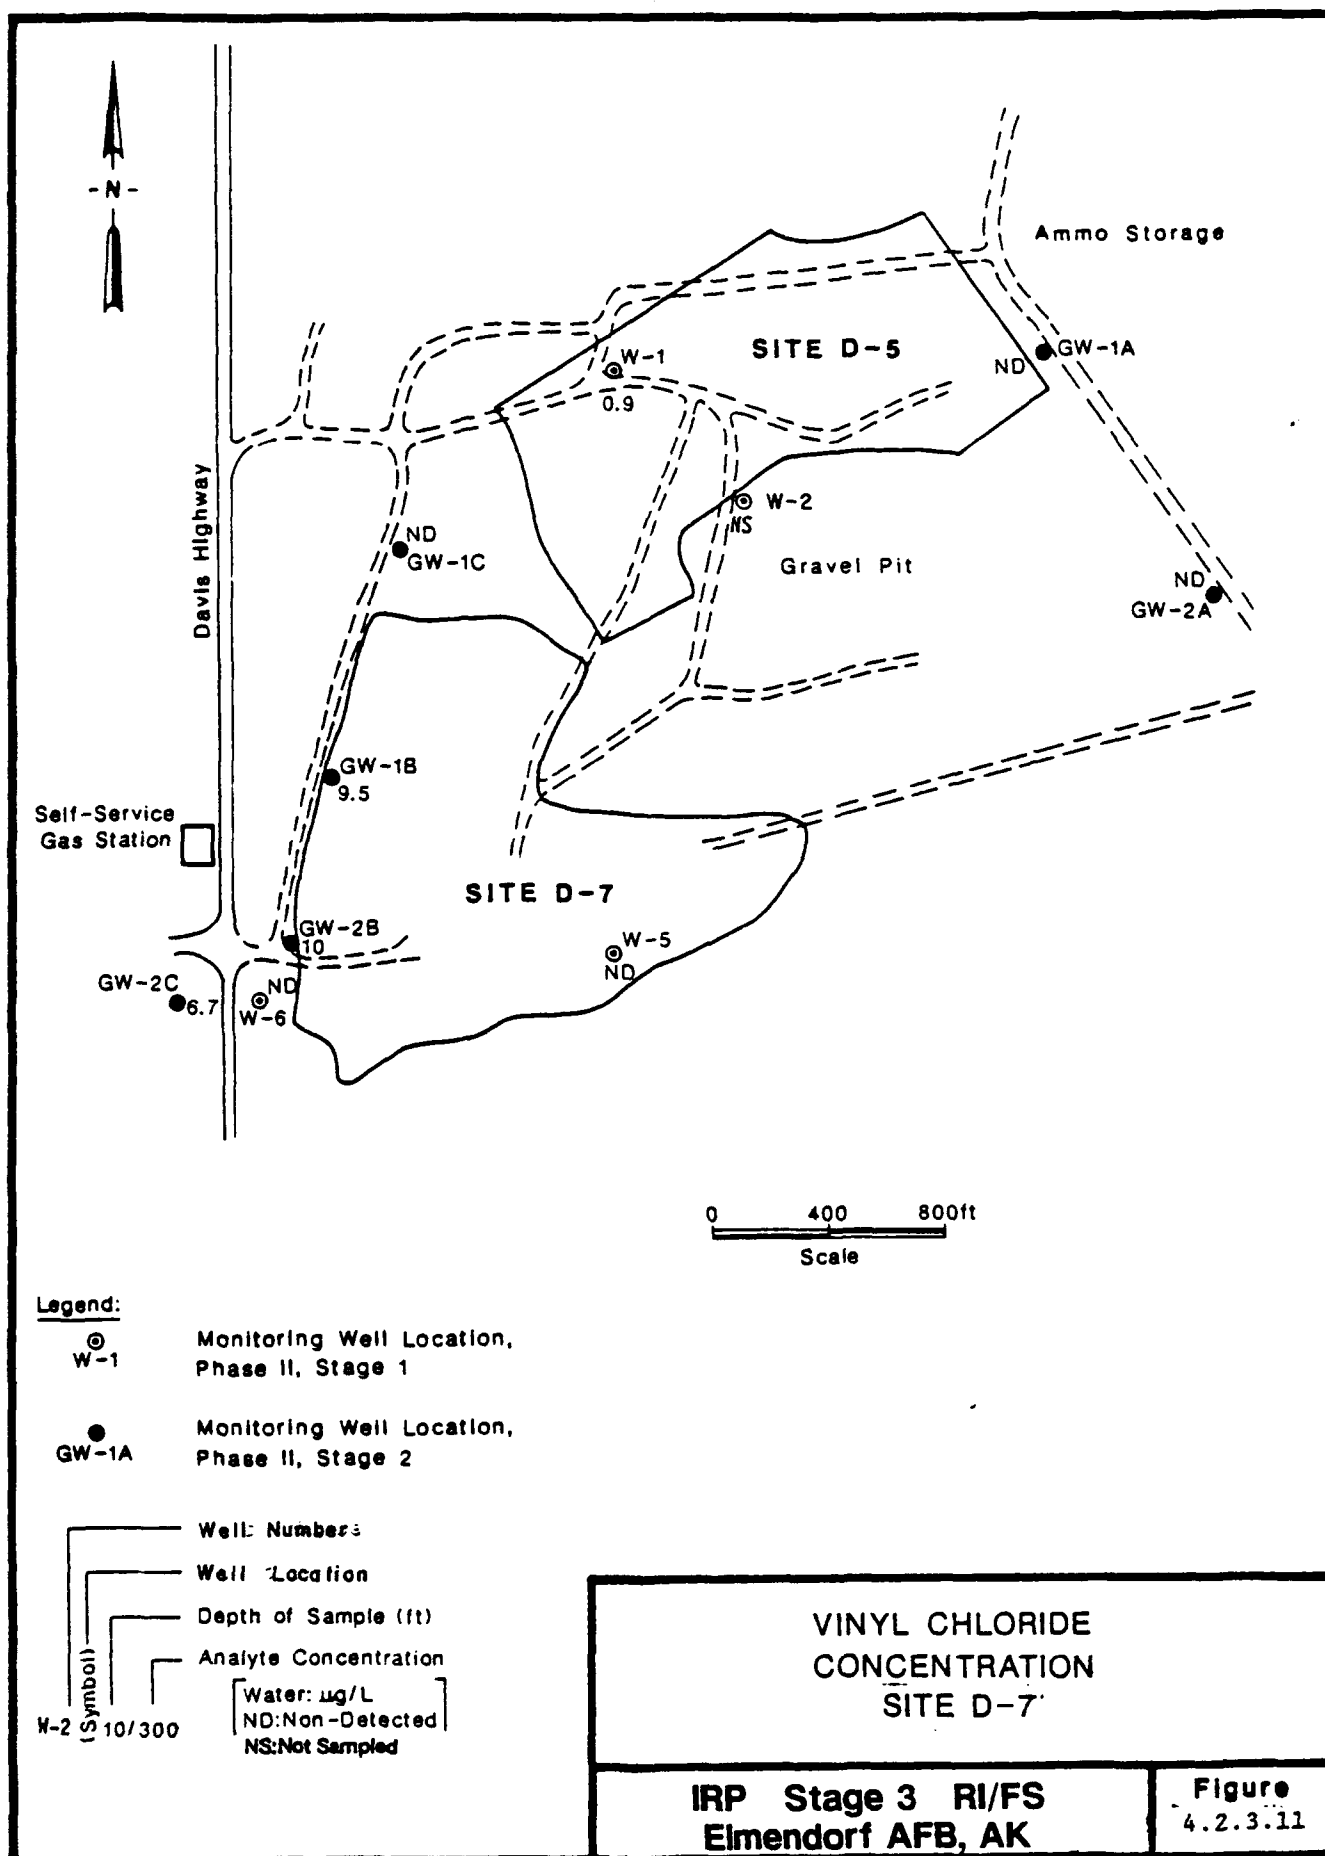 - N -
Ammo Storage
SITE D-5
W-1
0.9
GW-1A
ND
W-2
NS
Davis Highway
ND
GW-1C
Gravel Pit
ND
GW-2A
GW-1B
9.5
Self-Service
Gas Station
SITE D-7
GW-2B
10
W-5
ND
GW-2C
6.7
ND
W-6
0 400 800ft
Scale
Legend:
W-1
Monitoring Well Location,
Phase II, Stage 1
GW-1A
Monitoring Well Location,
Phase II, Stage 2
Well Numbers
Well Location
Depth of Sample (ft)
Analyte Concentration
Water: µg/L
ND:Non-Detected
NS:Not Sampled
W-2 (Symbol) 10/300
VINYL CHLORIDE
CONCENTRATION
SITE D-7
IRP Stage 3 RI/FS
Elmendorf AFB, AK
Figure
4.2.3.11